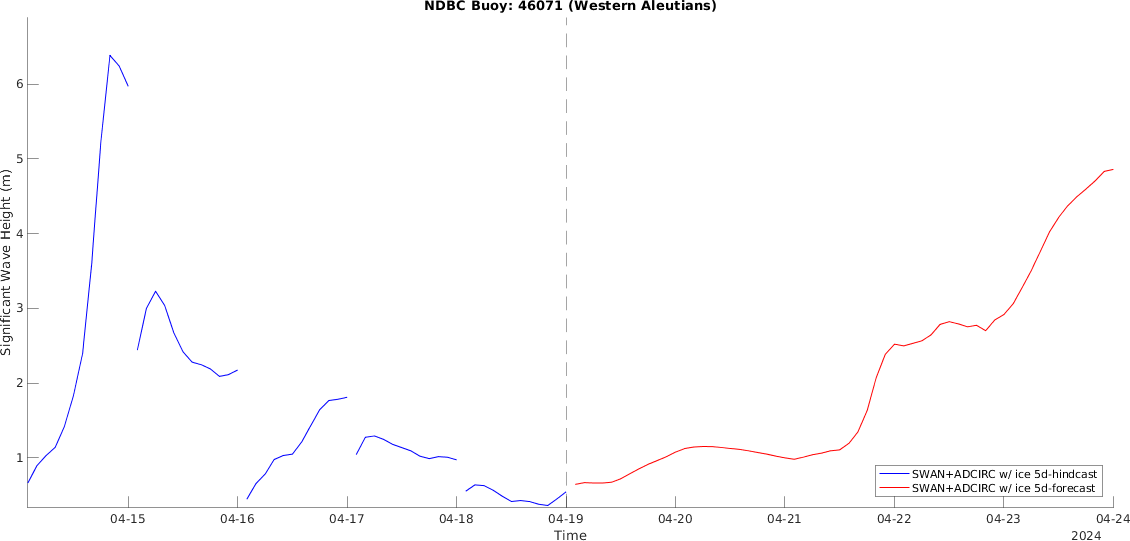 NDBC Buoy: 46071 (Western Aleutians)
6
5
4
3
2
1
Significant Wave Height (m)
SWAN+ADCIRC w/ ice 5d-hindcast
SWAN+ADCIRC w/ ice 5d-forecast
04-15 04-16 04-17 04-18 04-19 04-20 04-21 04-22 04-23 04-24
Time
2024